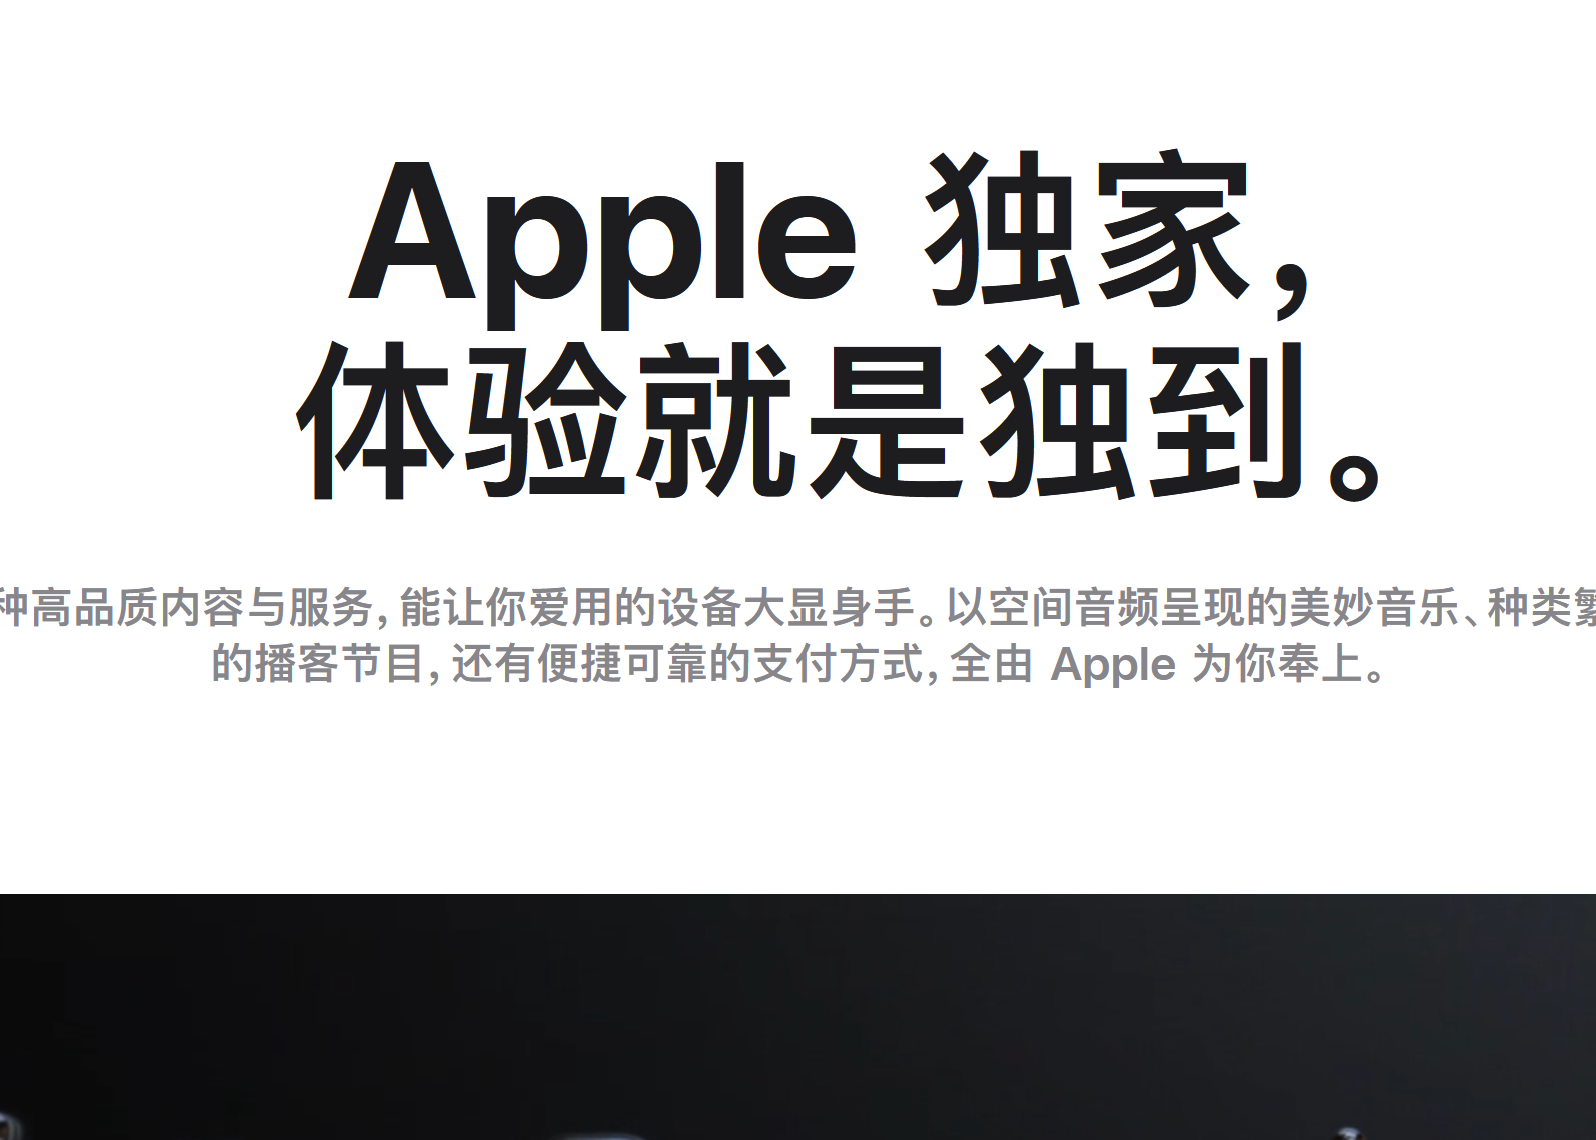 Apple 独家，
体验就是独到。
种高品质内容与服务，能让你爱用的设备大显身手。以空间音频呈现的美妙音乐、种类繁
的播客节目，还有便捷可靠的支付方式，全由 Apple 为你奉上。